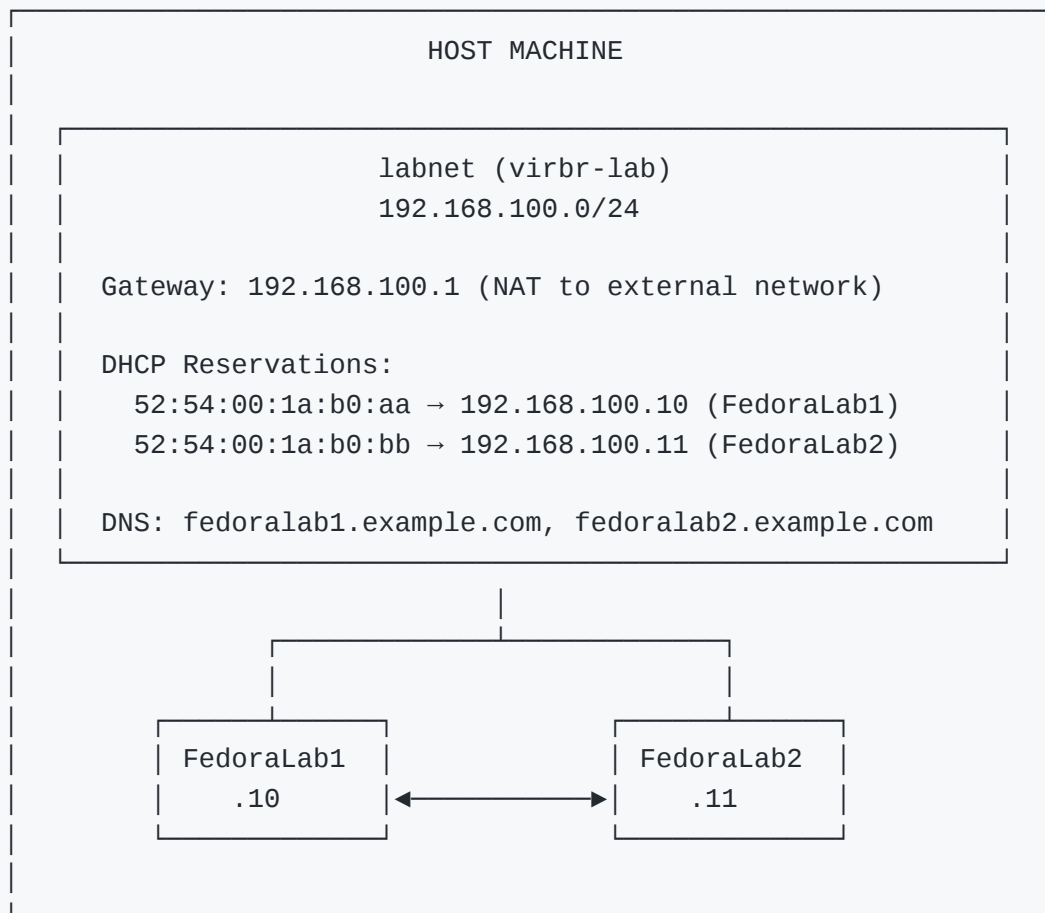 HOST MACHINE
labnet (virbr-lab)
192.168.100.0/24
Gateway: 192.168.100.1 (NAT to external network)
DHCP Reservations:
52:54:00:1a:b0:aa → 192.168.100.10 (FedoraLab1)
52:54:00:1a:b0:bb → 192.168.100.11 (FedoraLab2)
DNS: fedoralab1.example.com, fedoralab2.example.com
FedoraLab1 FedoraLab2
.10 .11